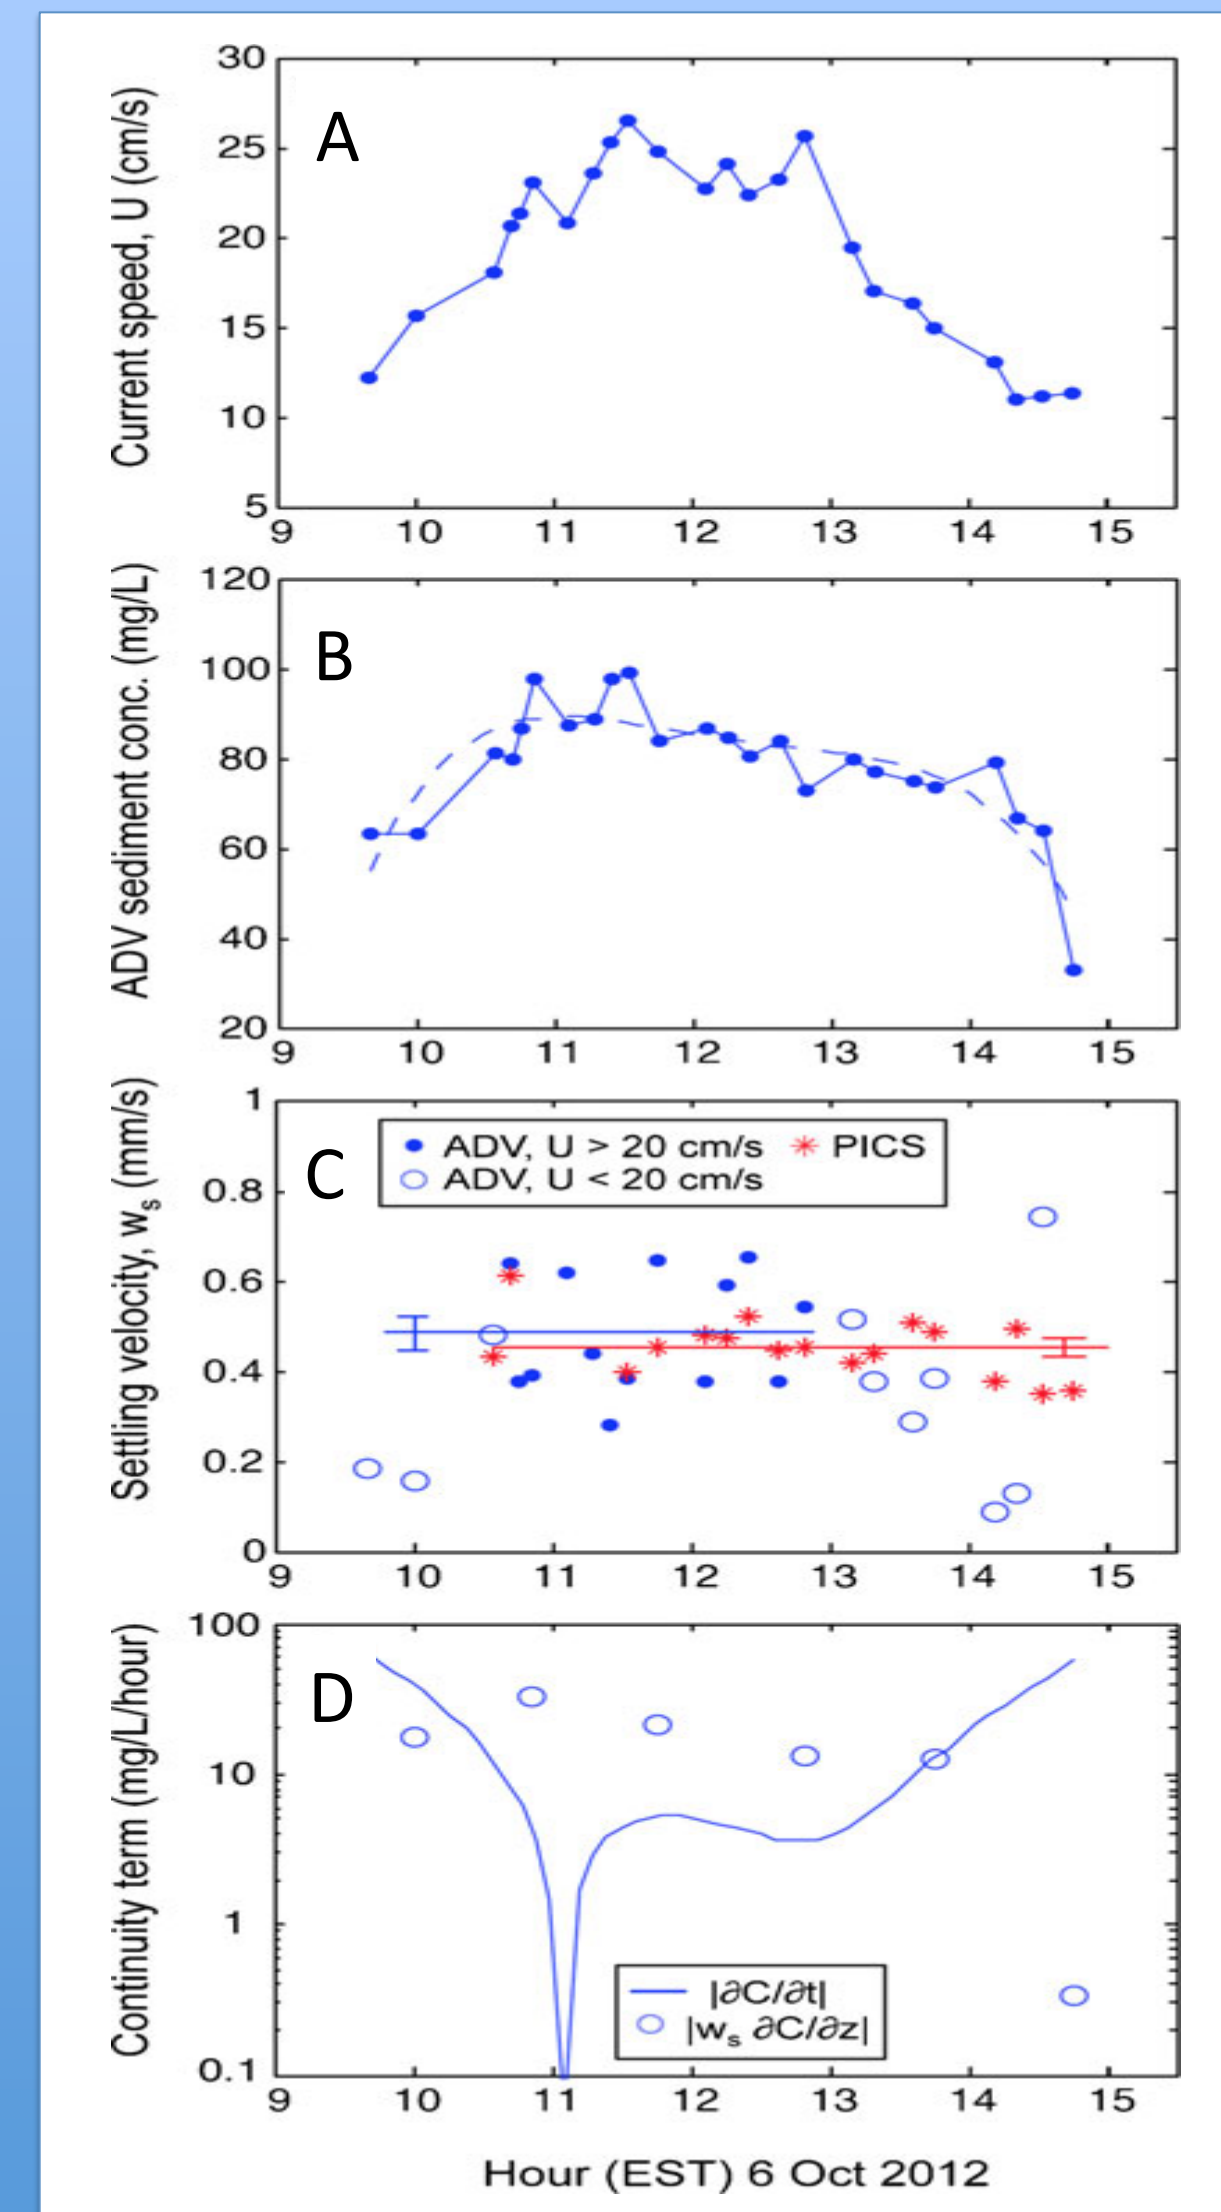 A
Current speed, U (cm/s)
30
25
20
15
10
5
9 10 11 12 13 14 15
B
ADV sediment conc. (mg/L)
120
100
80
60
40
20
9 10 11 12 13 14 15
C
Settling velocity, wₛ (mm/s)
ADV, U > 20 cm/s PICS
ADV, U < 20 cm/s
1
0.8
0.6
0.4
0.2
0
9 10 11 12 13 14 15
D
Continuity term (mg/L/hour)
100
10
1
0.1
|∂C/∂t|
|wₛ ∂C/∂z|
9 10 11 12 13 14 15
Hour (EST) 6 Oct 2012